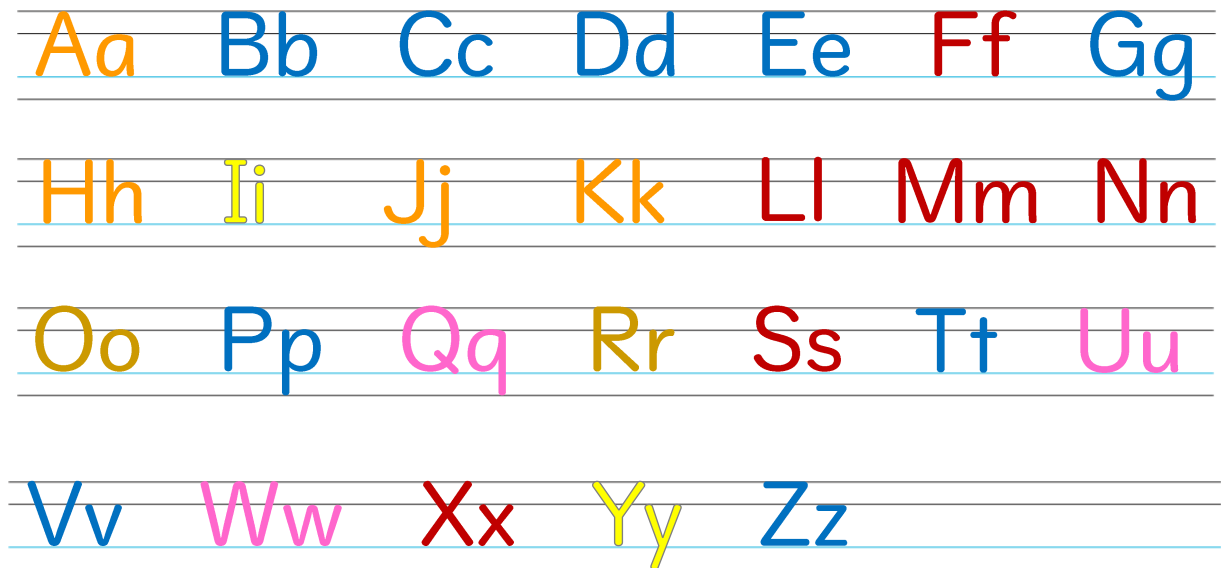 Aa Bb Cc Dd Ee Ff Gg
Hh Ii Jj Kk Ll Mm Nn
Oo Pp Qq Rr Ss Tt Uu
Vv Ww Xx Yy Zz